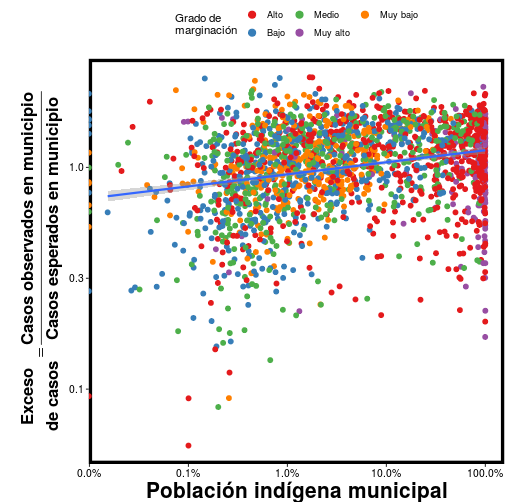 Grado de
marginación
Alto
Medio
Muy bajo
Bajo
Muy alto
Exceso
de casos
=
Casos observados en municipio
Casos esperados en municipio
1.0
0.3
0.1
0.0%
0.1%
1.0%
10.0%
100.0%
Población indígena municipal